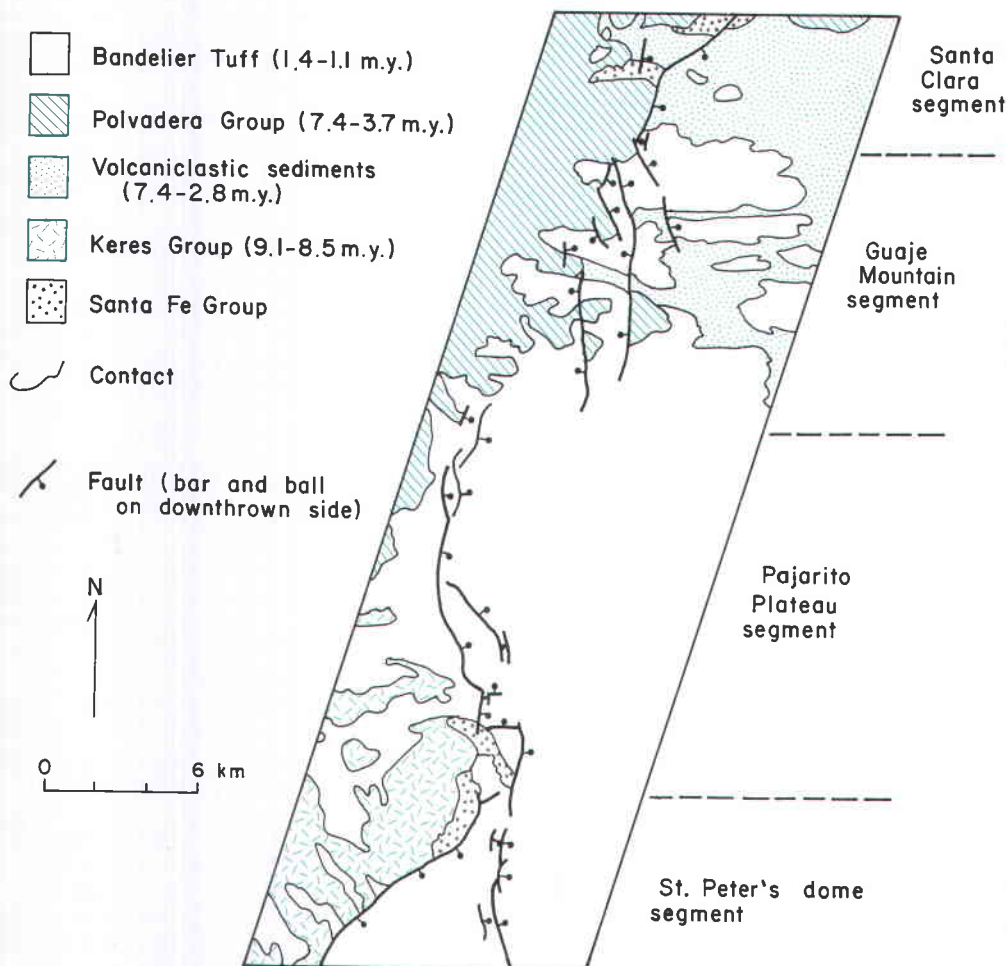 Bandelier Tuff (1.4-1.1 m.y.)
Polvadera Group (7.4-3.7 m.y.)
Volcaniclastic sediments
(7.4-2.8 m.y.)
Keres Group (9.1-8.5 m.y.)
Santa Fe Group
Contact
Fault (bar and ball
on downthrown side)
N
0 6 km
Santa
Clara
segment
Guaje
Mountain
segment
Pajarito
Plateau
segment
St. Peter's dome
segment